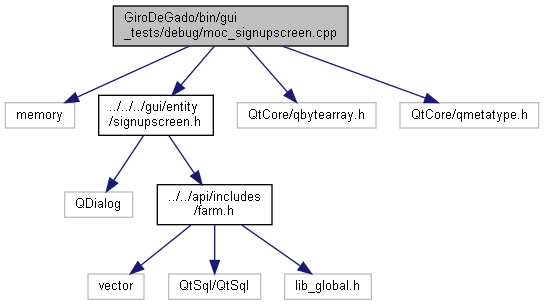 GiroDeGado/bin/gui
_tests/debug/moc_signupscreen.cpp
memory
../../../gui/entity
/signupscreen.h
QtCore/qbytearray.h
QtCore/qmetatype.h
QDialog
../../api/includes
/farm.h
vector
QtSql/QtSql
lib_global.h